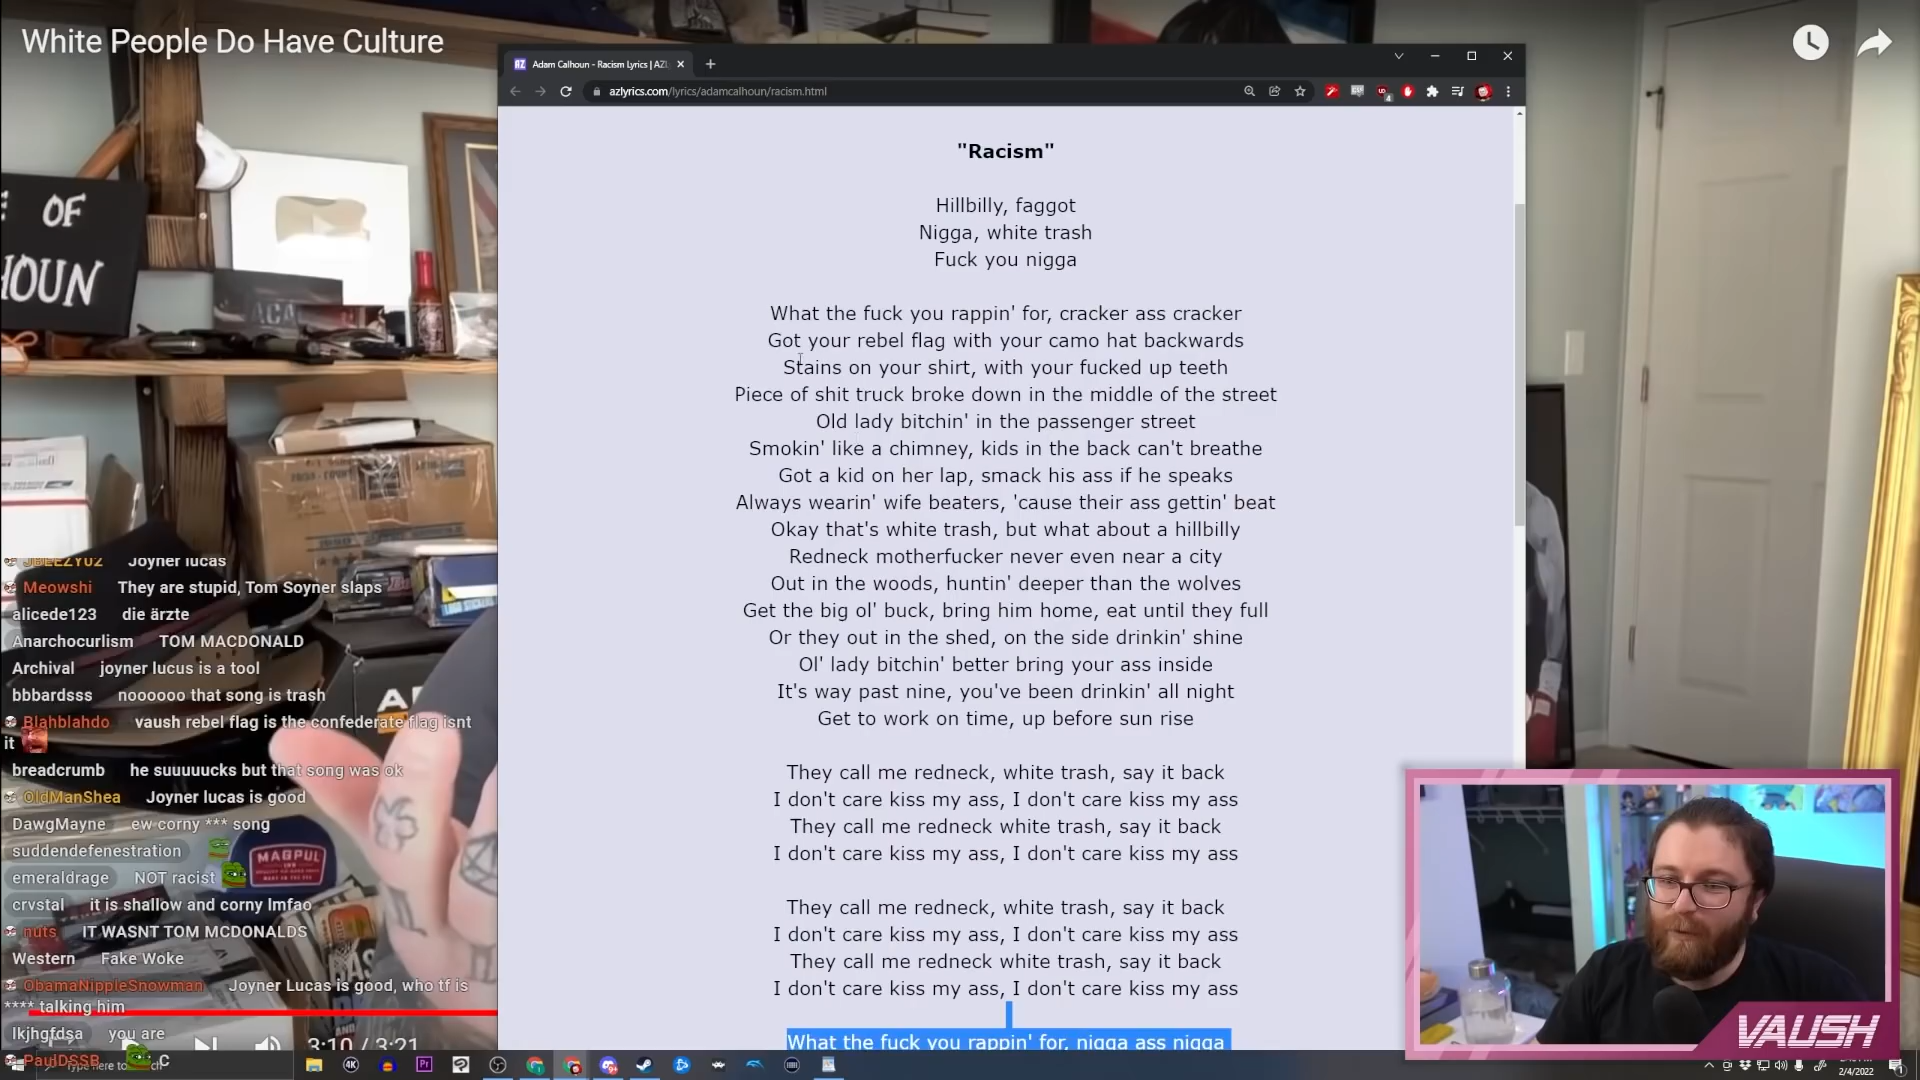 White People Do Have Culture
Adam Calhoun - Racism Lyrics | AZL
azlyrics.com/lyrics/adamcalhoun/racism.html
"Racism"
Hillbilly, faggot
Nigga, white trash
Fuck you nigga
What the fuck you rappin' for, cracker ass cracker
Got your rebel flag with your camo hat backwards
Stains on your shirt, with your fucked up teeth
Piece of shit truck broke down in the middle of the street
Old lady bitchin' in the passenger street
Smokin' like a chimney, kids in the back can't breathe
Got a kid on her lap, smack his ass if he speaks
Always wearin' wife beaters, 'cause their ass gettin' beat
Okay that's white trash, but what about a hillbilly
Redneck motherfucker never even near a city
Out in the woods, huntin' deeper than the wolves
Get the big ol' buck, bring him home, eat until they full
Or they out in the shed, on the side drinkin' shine
Ol' lady bitchin' better bring your ass inside
It's way past nine, you've been drinkin' all night
Get to work on time, up before sun rise
They call me redneck, white trash, say it back
I don't care kiss my ass, I don't care kiss my ass
They call me redneck white trash, say it back
I don't care kiss my ass, I don't care kiss my ass
They call me redneck, white trash, say it back
I don't care kiss my ass, I don't care kiss my ass
They call me redneck white trash, say it back
I don't care kiss my ass, I don't care kiss my ass
What the fuck you rappin' for, nigga ass nigga
OF
HOUN
ACA
A
MAGPUL
JBEEZY02 Joyner lucas
Meowshi They are stupid, Tom Soyner slaps
alicede123 die ärzte
Anarchocurlism TOM MACDONALD
Archival joyner lucus is a tool
bbbardsss noooooo that song is trash
Blahblahdo vaush rebel flag is the confederate flag isnt
it
breadcrumb he suuuuucks but that song was ok
OldManShea Joyner lucas is good
DawgMayne ew corny *** song
suddendefenestration
emeraldrage NOT racist
crvstal it is shallow and corny lmfao
nuts IT WASNT TOM MCDONALDS
Western Fake Woke
ObamaNippleSnowman Joyner Lucas is good, who tf is
**** talking him
lkjhgfdsa you are
PaulDSSB C
3:10 / 3:21
VAUSH
4K
Pr
2/4/2022